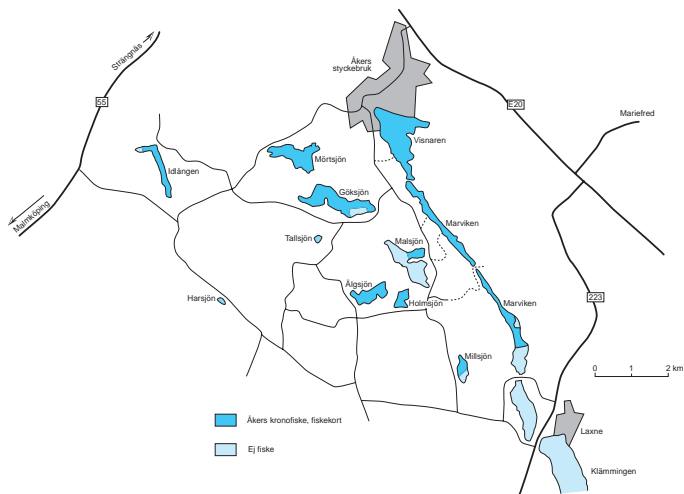 Strängnäs
Åkers
styckebruk
55
E20
Mariefred
Visnaren
Mörtsjön
Idlången
Göksjön
Malmköping
Marviken
Tallsjön
Malsjön
Älgsjön
Harsjön
Holmsjön
Marviken
223
Millsjön
0 1 2 km
Åkers kronofiske, fiskekort
Laxne
Ej fiske
Klämmingen